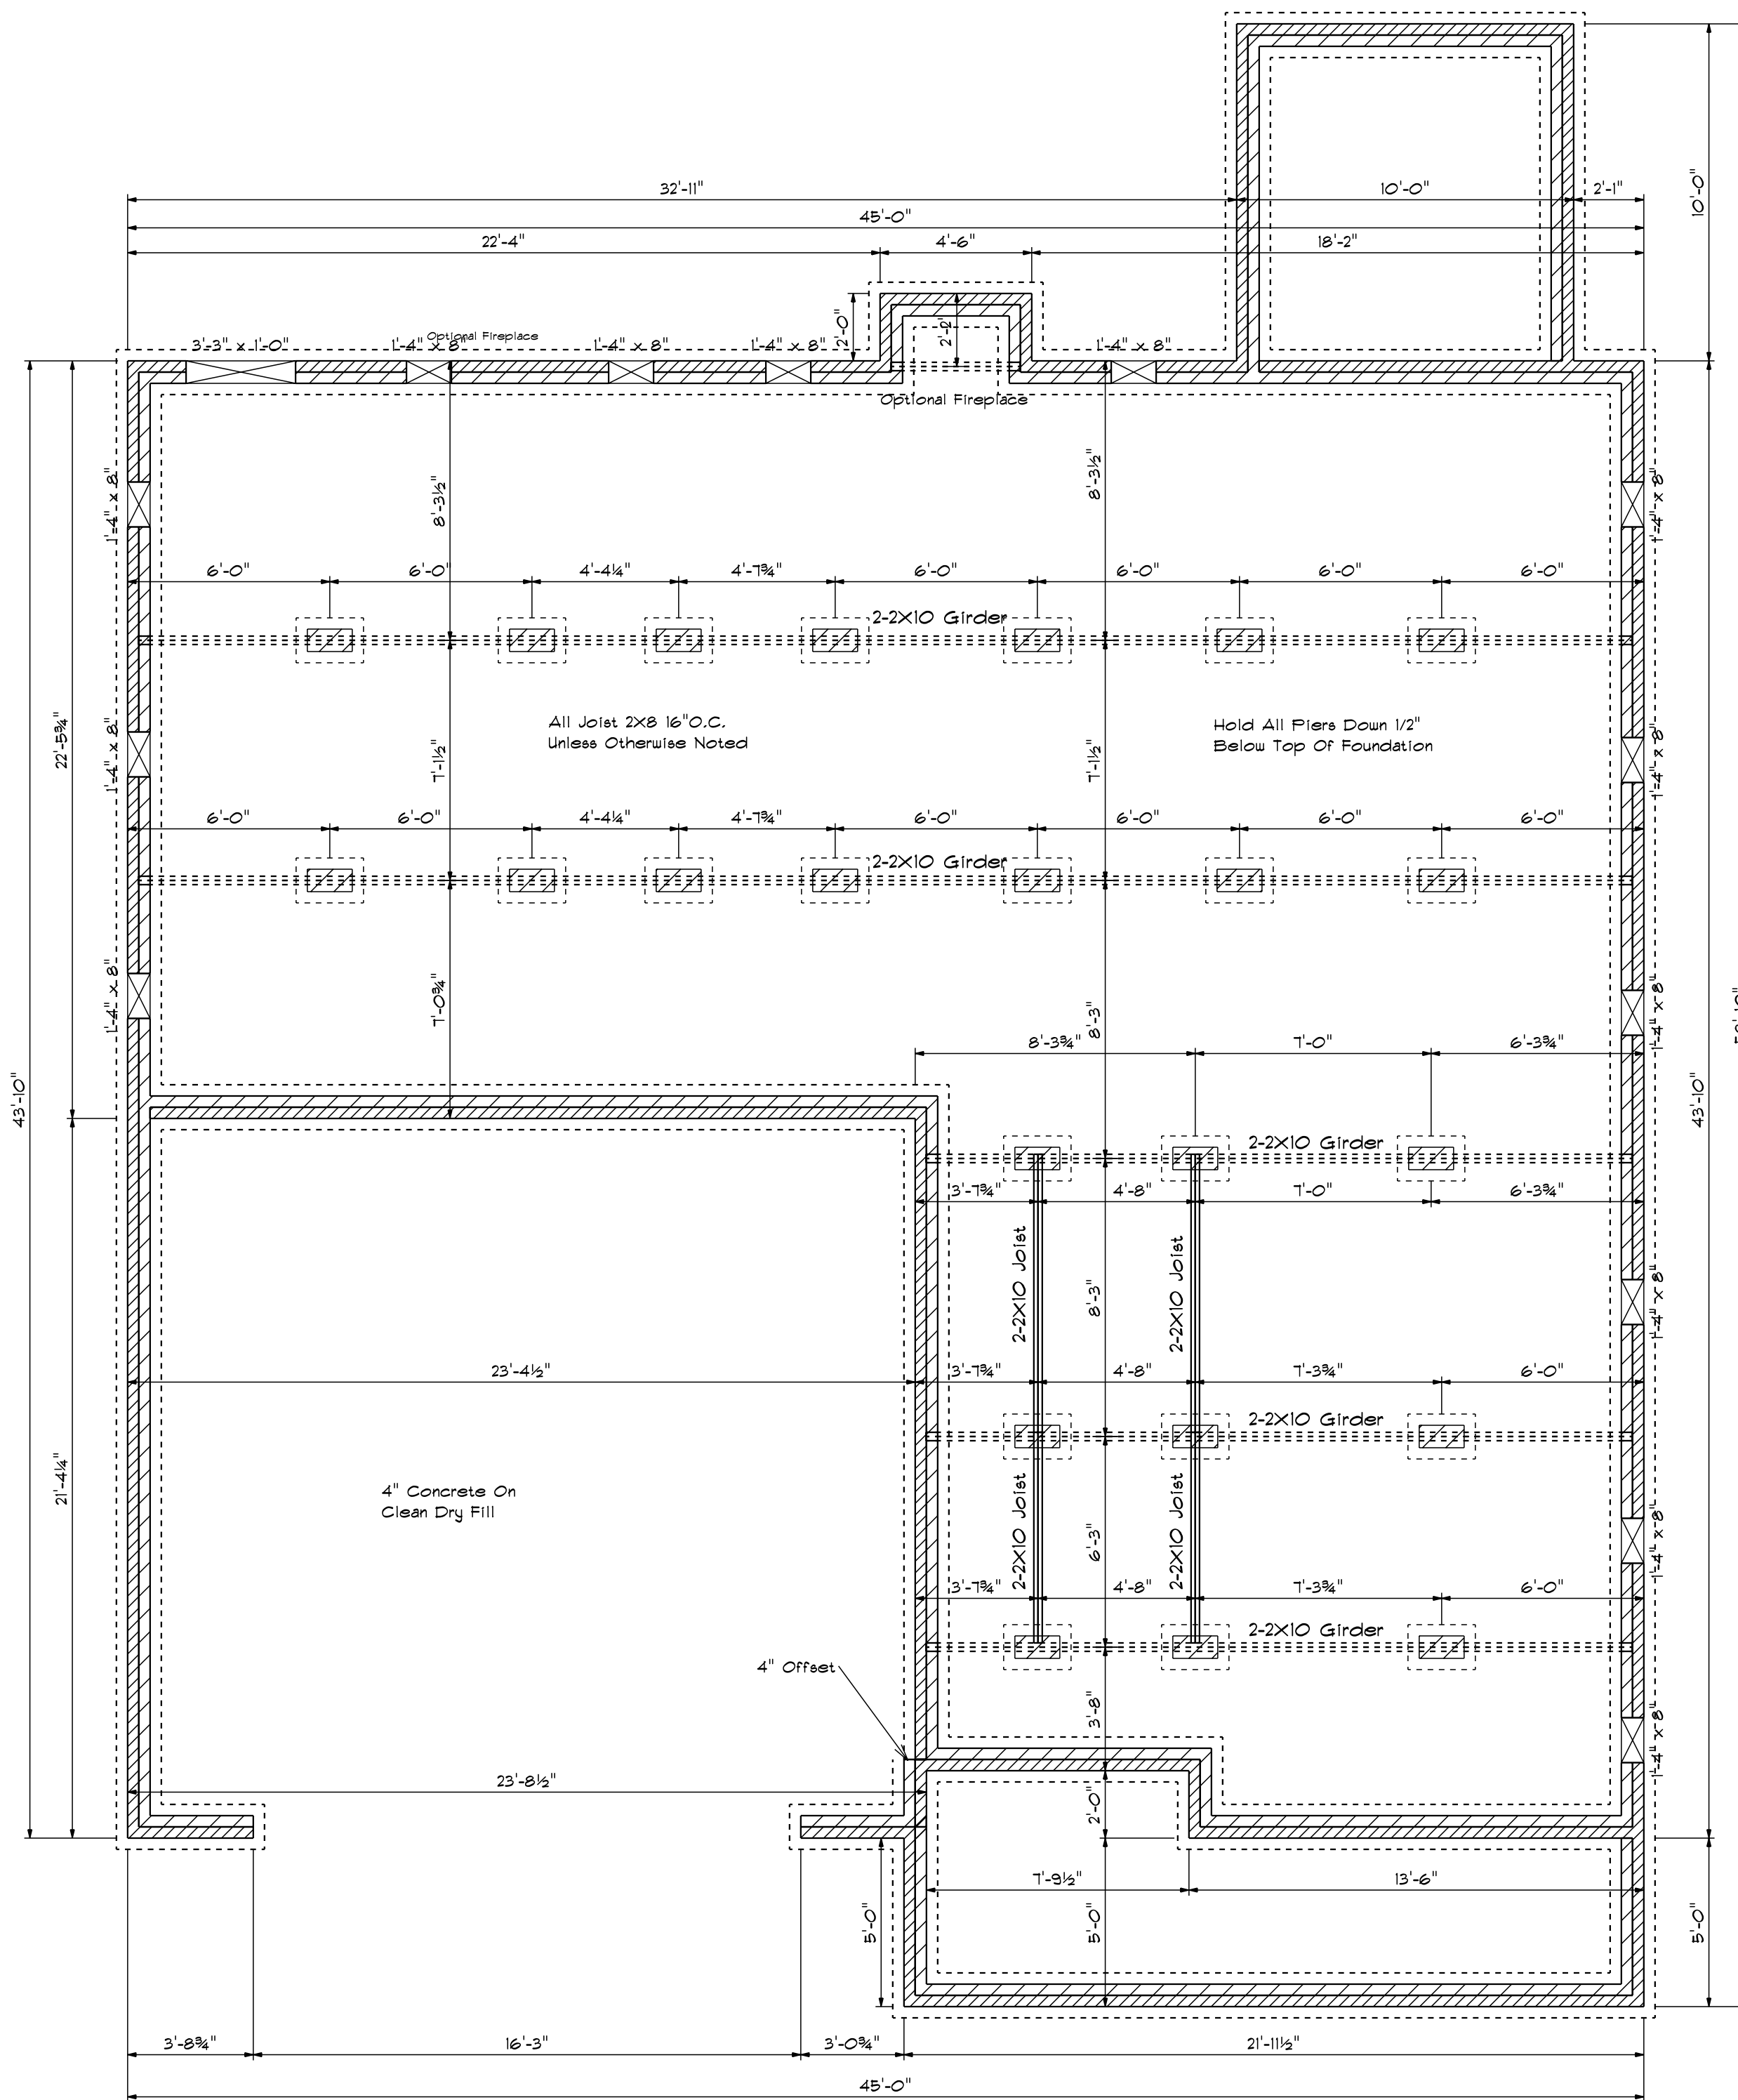 32'-11"
10'-0"
2'-1"
10'-0"
45'-0"
22'-4"
4'-6"
18'-2"
2'-0"
2'-2"
Optional Fireplace
3'-3" x 1'-0"
1'-4" x 8"
1'-4" x 8"
1'-4" x 8"
1'-4" x 8"
Optional Fireplace
1'-4" x 8"
8'-3½"
8'-3½"
1'-4" x 8"
6'-0"
6'-0"
4'-4¼"
4'-7¾"
6'-0"
6'-0"
6'-0"
6'-0"
2-2X10 Girder
22'-5¾"
1'-4" x 8"
7'-1½"
All Joist 2X8 16"O.C.
Unless Otherwise Noted
7'-1½"
Hold All Piers Down 1/2"
Below Top Of Foundation
1'-4" x 8"
6'-0"
6'-0"
4'-4¼"
4'-7¾"
6'-0"
6'-0"
6'-0"
6'-0"
2-2X10 Girder
1'-4" x 8"
7'-0¾"
8'-3"
1'-4" x 8"
8'-3¾"
7'-0"
6'-3¾"
43'-10"
43'-10"
2-2X10 Girder
3'-7¾"
4'-8"
7'-0"
6'-3¾"
2-2X10 Joist
8'-3"
2-2X10 Joist
1'-4" x 8"
23'-4½"
3'-7¾"
4'-8"
7'-3¾"
6'-0"
2-2X10 Girder
21'-4¼"
4" Concrete On
Clean Dry Fill
2-2X10 Joist
6'-3"
2-2X10 Joist
1'-4" x 8"
3'-7¾"
4'-8"
7'-3¾"
6'-0"
2-2X10 Girder
4" Offset
3'-8"
1'-4" x 8"
23'-8½"
2'-0"
7'-9½"
13'-6"
5'-0"
5'-0"
5'-0"
3'-8¾"
16'-3"
3'-0¾"
21'-11½"
45'-0"